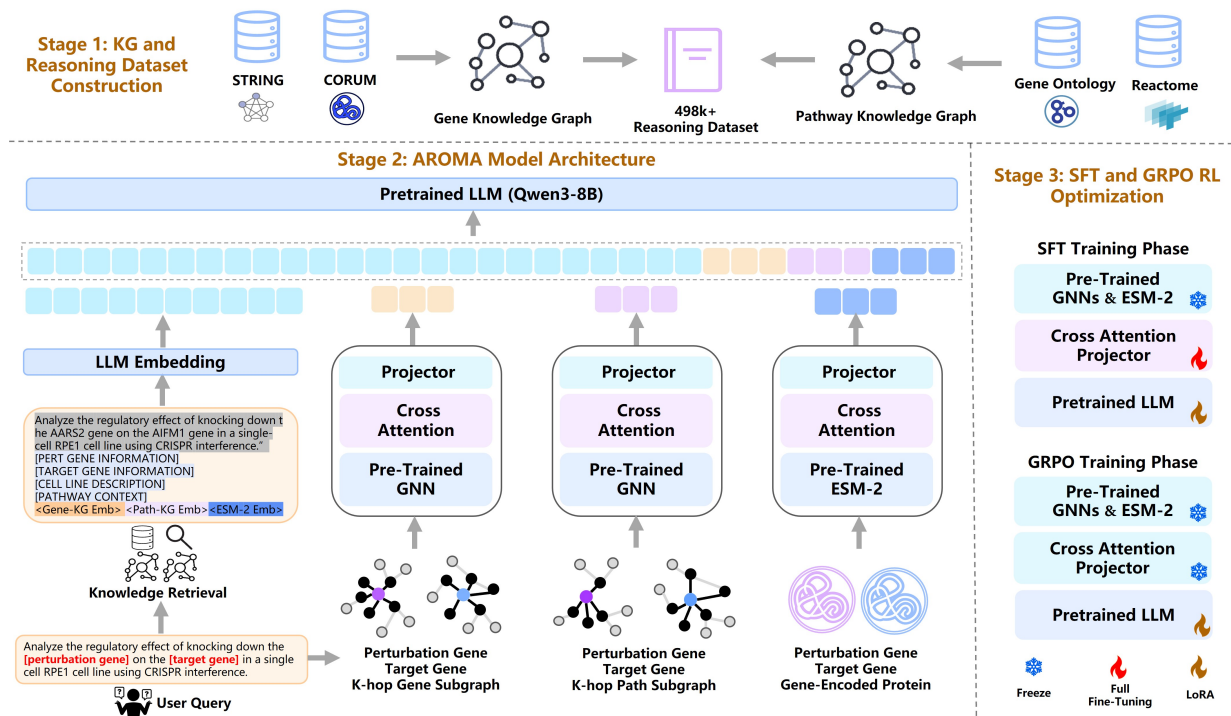 Stage 1: KG and
Reasoning Dataset
Construction
STRING
CORUM
Gene Knowledge Graph
498k+
Reasoning Dataset
Pathway Knowledge Graph
Gene Ontology
Reactome
Stage 2: AROMA Model Architecture
Pretrained LLM (Qwen3-8B)
LLM Embedding
Analyze the regulatory effect of knocking down t
he AARS2 gene on the AIFM1 gene in a single-
cell RPE1 cell line using CRISPR interference."
[PERT GENE INFORMATION]
[TARGET GENE INFORMATION]
[CELL LINE DESCRIPTION]
[PATHWAY CONTEXT]
<Gene-KG Emb> <Path-KG Emb> <ESM-2 Emb>
Knowledge Retrieval
Analyze the regulatory effect of knocking down the
[perturbation gene] on the [target gene] in a single
cell RPE1 cell line using CRISPR interference.
? ?
User Query
Projector
Cross
Attention
Pre-Trained
GNN
Perturbation Gene
Target Gene
K-hop Gene Subgraph
Projector
Cross
Attention
Pre-Trained
GNN
Perturbation Gene
Target Gene
K-hop Path Subgraph
Projector
Cross
Attention
Pre-Trained
ESM-2
Perturbation Gene
Target Gene
Gene-Encoded Protein
Stage 3: SFT and GRPO RL
Optimization
SFT Training Phase
Pre-Trained
GNNs & ESM-2
Cross Attention
Projector
Pretrained LLM
GRPO Training Phase
Pre-Trained
GNNs & ESM-2
Cross Attention
Projector
Pretrained LLM
Freeze
Full
Fine-Tuning
LoRA